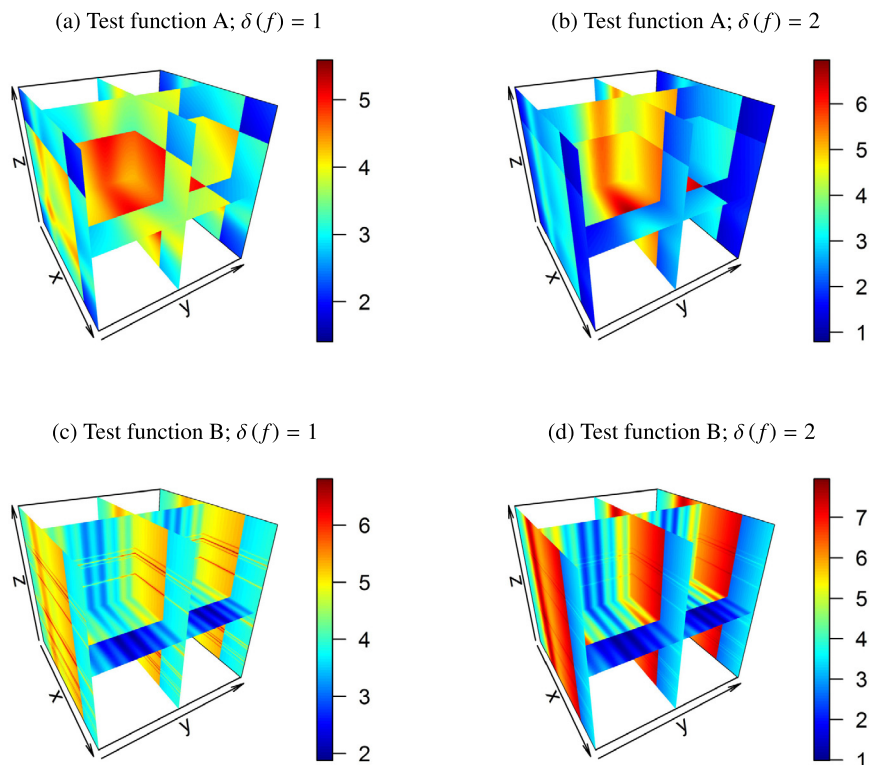 (a) Test function A; δ(f) = 1
(b) Test function A; δ(f) = 2
z
x
y
5
4
3
2
z
x
y
6
5
4
3
2
1
(c) Test function B; δ(f) = 1
(d) Test function B; δ(f) = 2
z
x
y
6
5
4
3
2
z
x
y
7
6
5
4
3
2
1